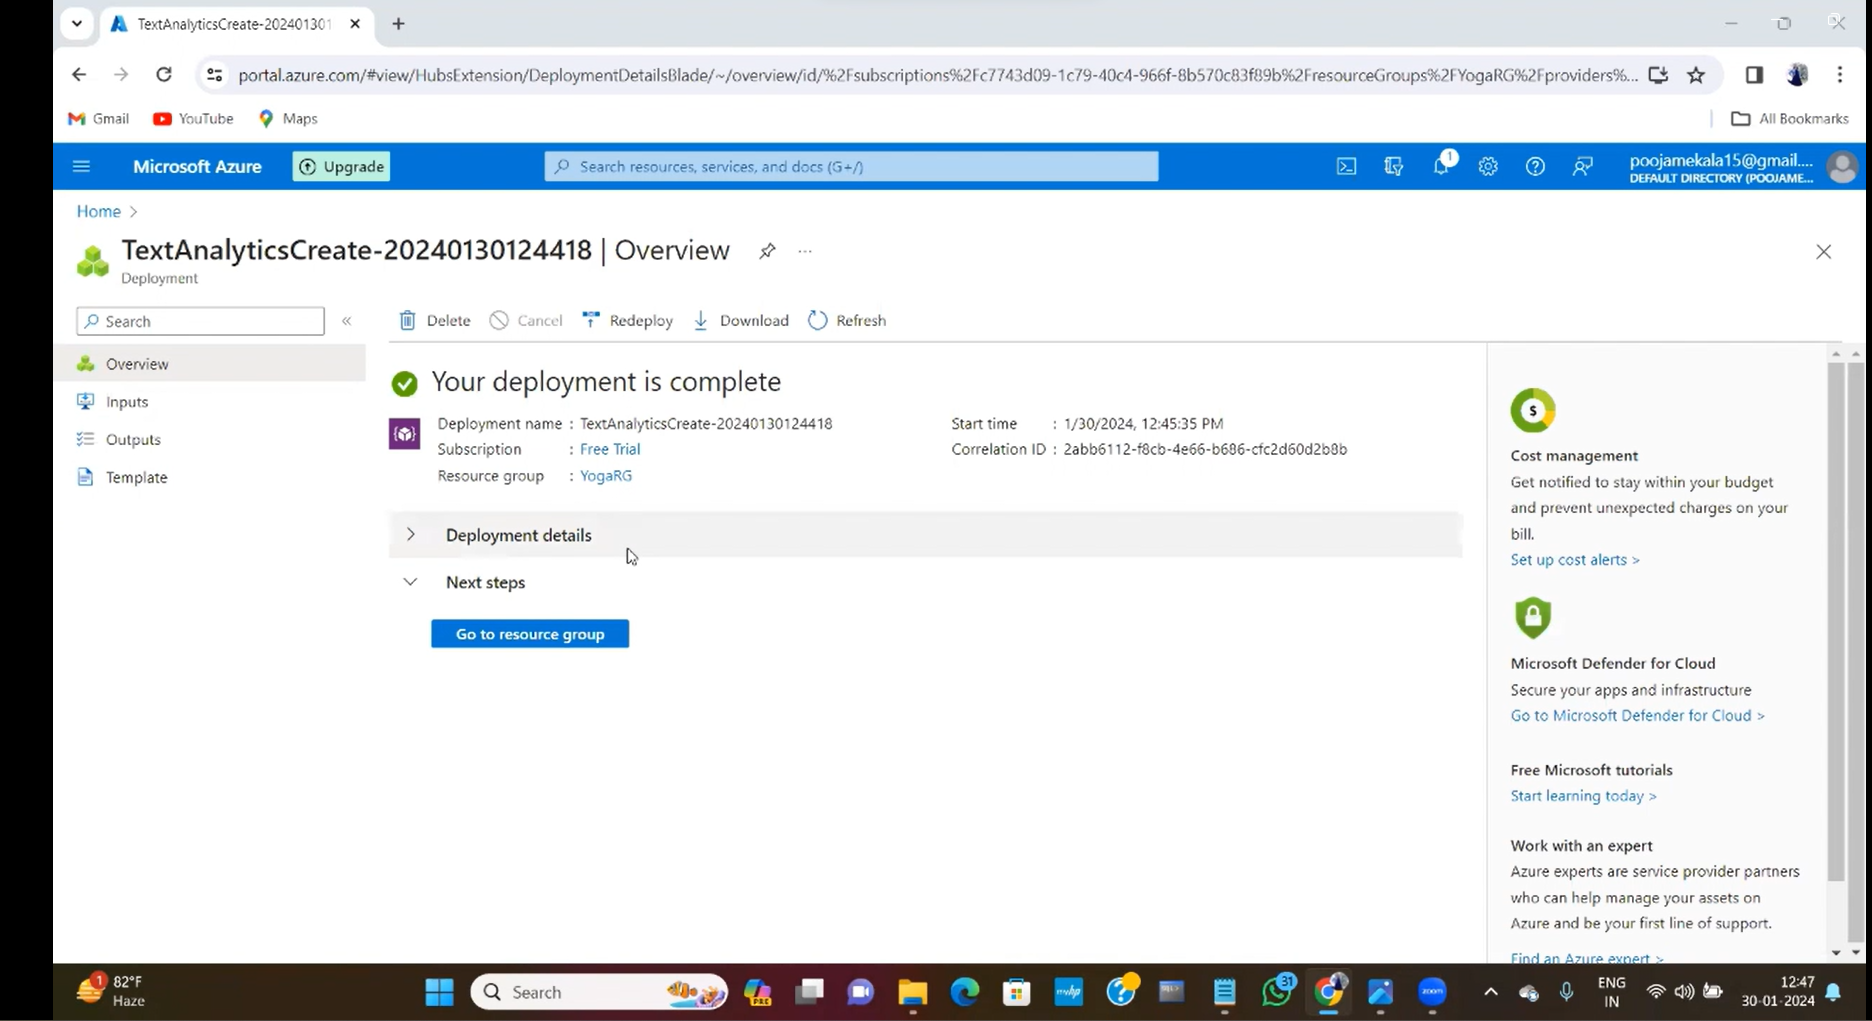 TextAnalyticsCreate-202401301
portal.azure.com/#view/HubsExtension/DeploymentDetailsBlade/~/overview/id/%2Fsubscriptions%2Fc7743d09-1c79-40c4-966f-8b570c83f89b%2FresourceGroups%2FYogaRG%2Fproviders%...
Gmail YouTube Maps All Bookmarks
Microsoft Azure Upgrade Search resources, services, and docs (G+/) 1 poojamekala15@gmail....
DEFAULT DIRECTORY (POOJAME...
Home >
TextAnalyticsCreate-20240130124418 | Overview ...
Deployment
Search «
Delete Cancel Redeploy Download Refresh
Overview
Inputs
Outputs
Template
Your deployment is complete
Deployment name : TextAnalyticsCreate-20240130124418
Subscription : Free Trial
Resource group : YogaRG
Start time : 1/30/2024, 12:45:35 PM
Correlation ID : 2abb6112-f8cb-4e66-b686-cfc2d60d2b8b
Deployment details
Next steps
Go to resource group
Cost management
Get notified to stay within your budget
and prevent unexpected charges on your
bill.
Set up cost alerts >
Microsoft Defender for Cloud
Secure your apps and infrastructure
Go to Microsoft Defender for Cloud >
Free Microsoft tutorials
Start learning today >
Work with an expert
Azure experts are service provider partners
who can help manage your assets on
Azure and be your first line of support.
Find an Azure expert >
1 82°F
Haze
Search
PRE
myhp
31
zoom
ENG
IN
12:47
30-01-2024